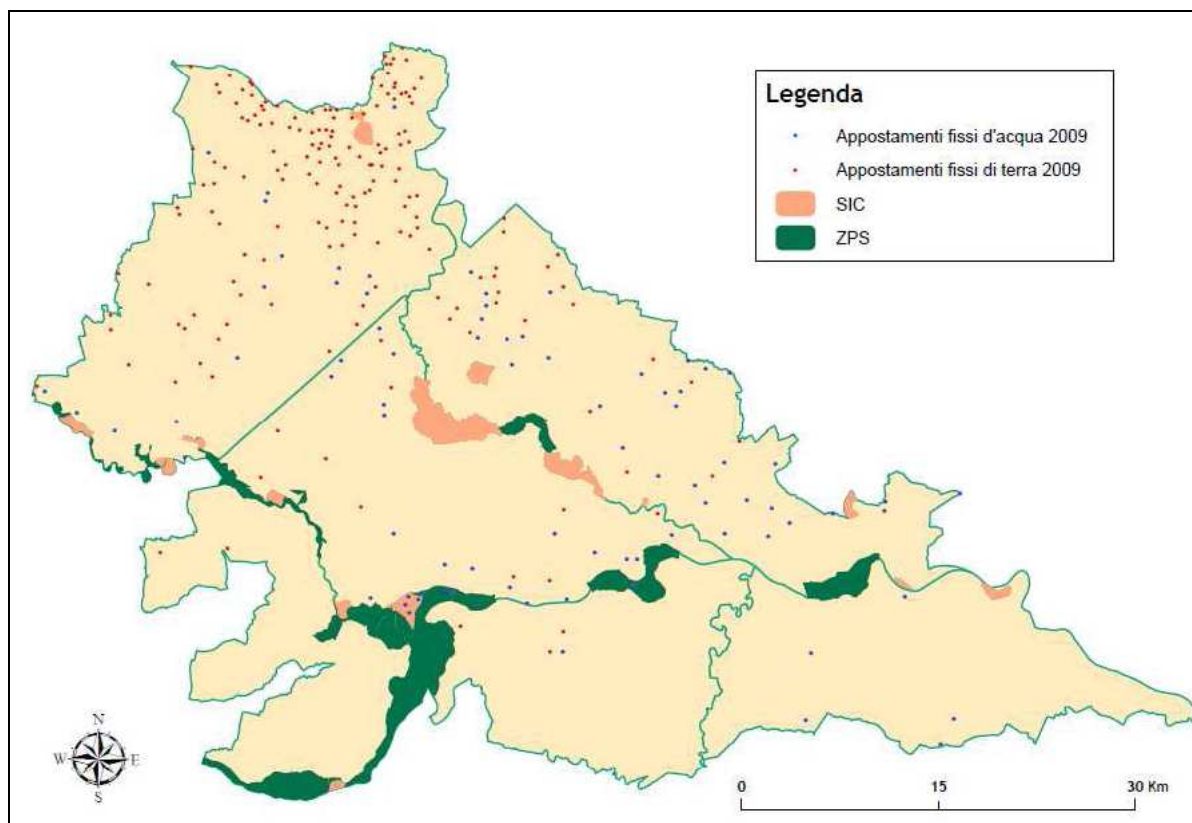 Legenda
Appostamenti fissi d'acqua 2009
Appostamenti fissi di terra 2009
SIC
ZPS
N
W E
S
0 15 30 Km